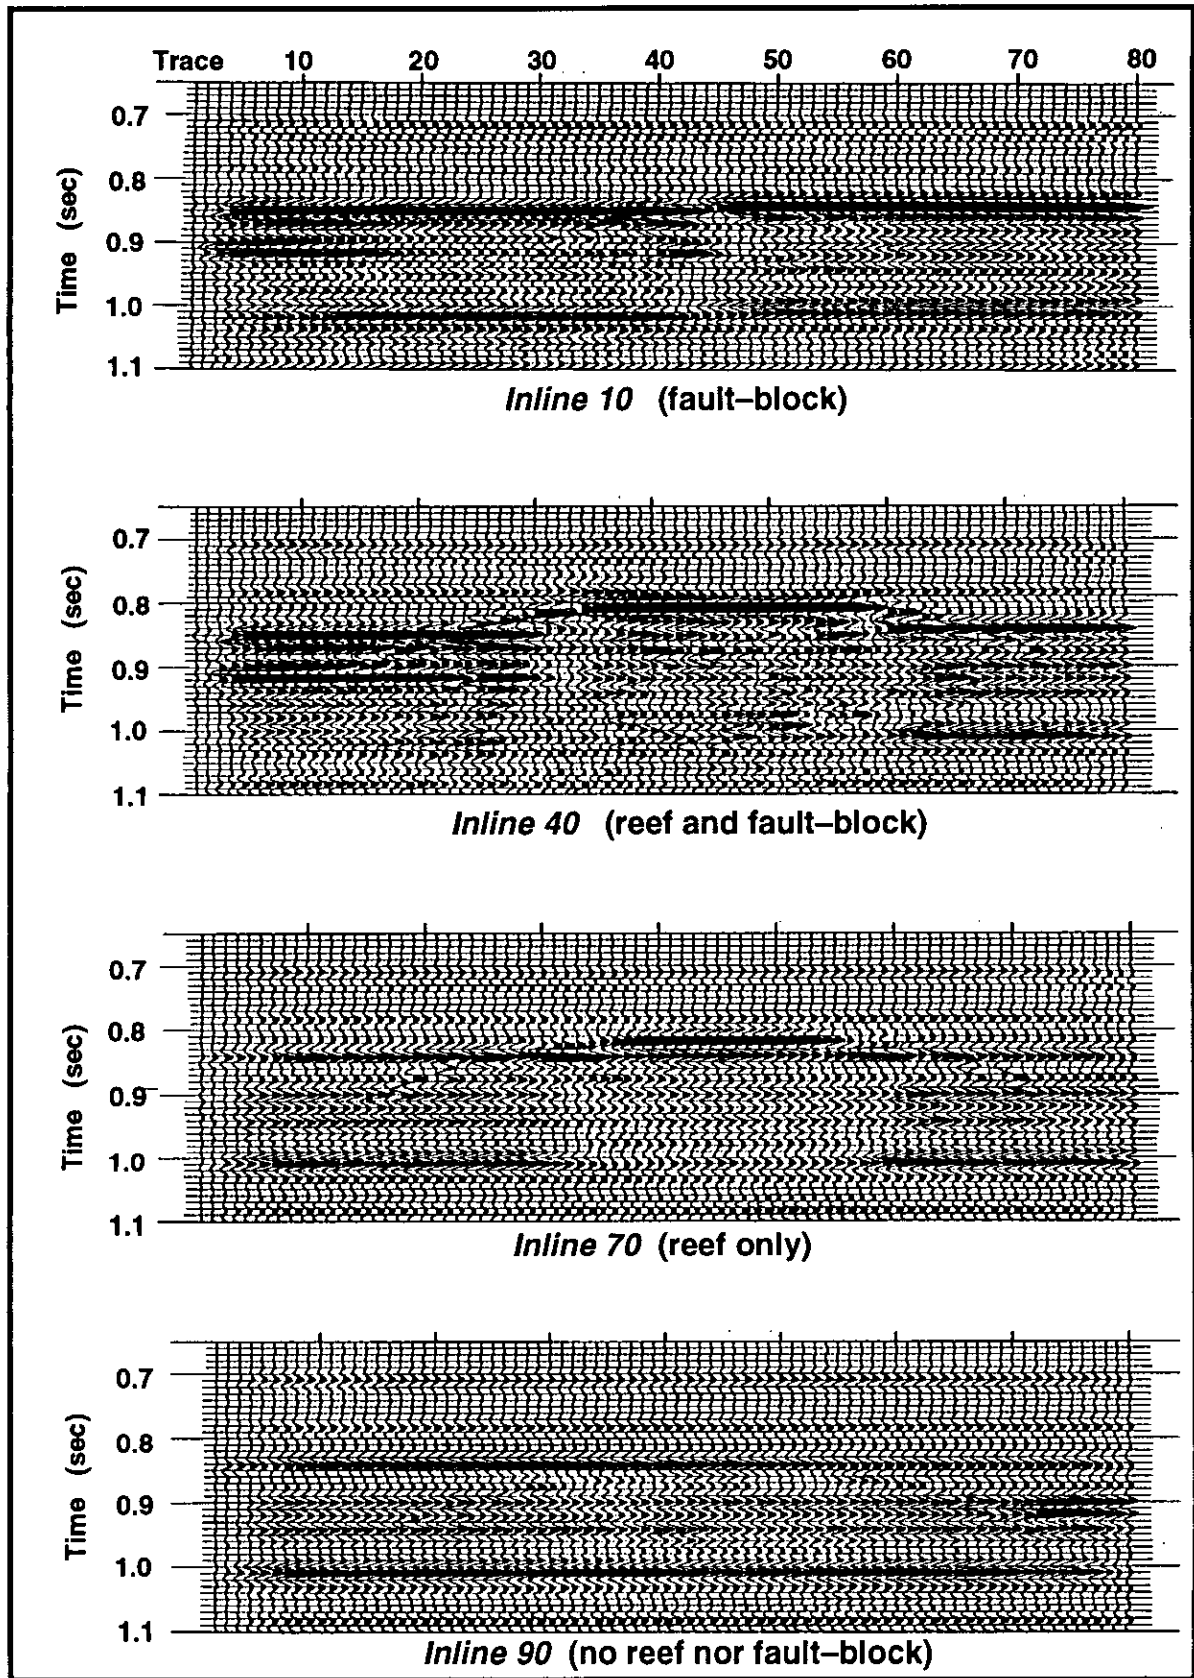 Trace 10 20 30 40 50 60 70 80
0.7
0.8
0.9
1.0
1.1
Time (sec)
Inline 10 (fault–block)
0.7
0.8
0.9
1.0
1.1
Time (sec)
Inline 40 (reef and fault–block)
0.7
0.8
0.9
1.0
1.1
Time (sec)
Inline 70 (reef only)
0.7
0.8
0.9
1.0
1.1
Time (sec)
Inline 90 (no reef nor fault–block)